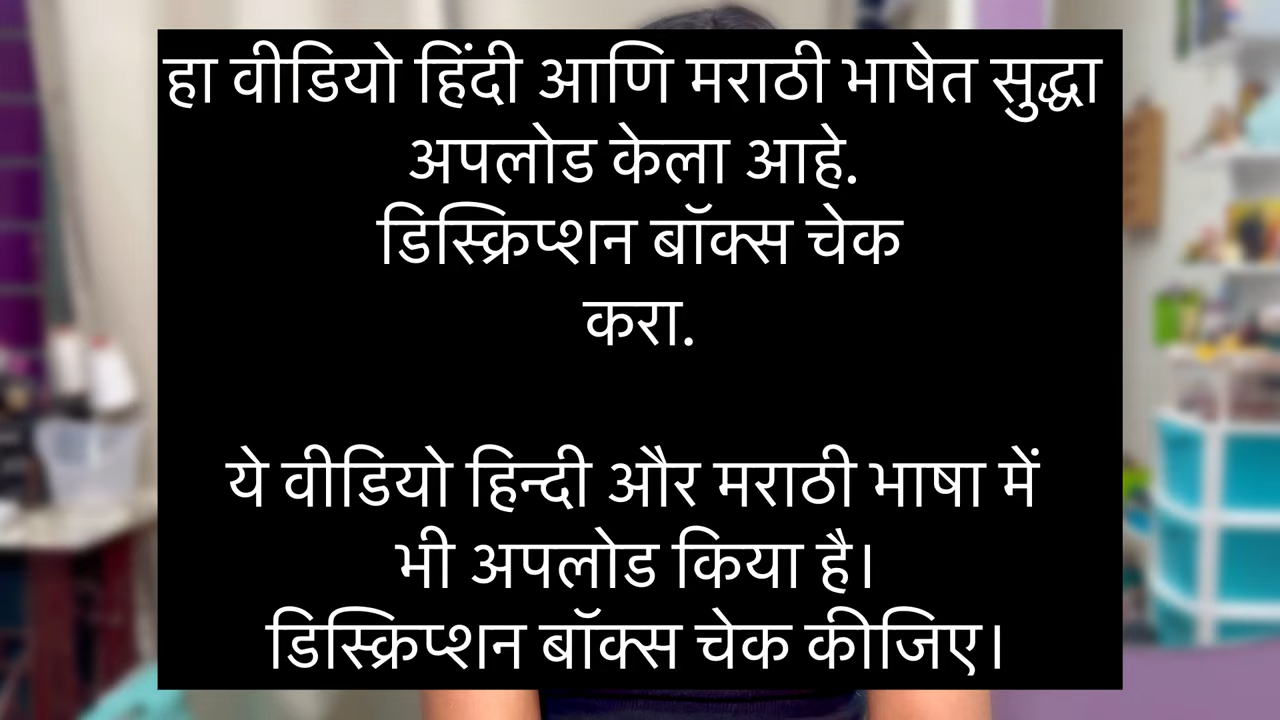 हा वीडियो हिंदी आणि मराठी भाषेत सुद्धा
अपलोड केला आहे.
डिस्क्रिप्शन बॉक्स चेक
करा.
ये वीडियो हिन्दी और मराठी भाषा में
भी अपलोड किया है।
डिस्क्रिप्शन बॉक्स चेक कीजिए।